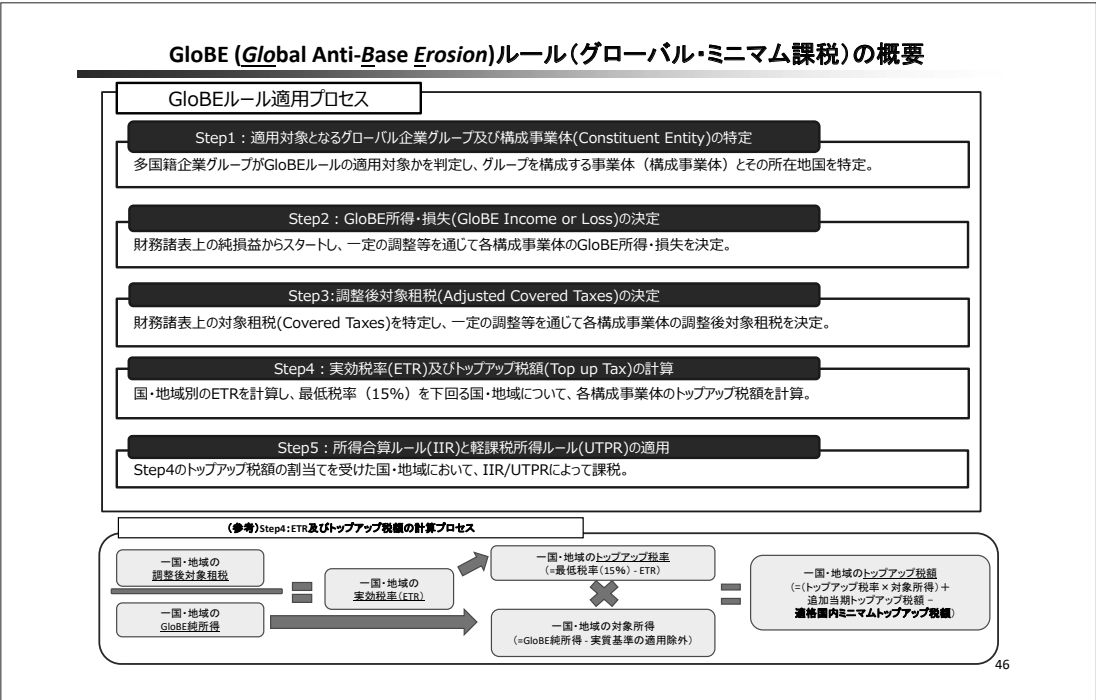 GloBE (Global Anti-Base Erosion)ルール(グローバル・ミニマム課税)の概要
GloBEルール適用プロセス
Step1：適用対象となるグローバル企業グループ及び構成事業体(Constituent Entity)の特定
多国籍企業グループがGloBEルールの適用対象かを判定し、グループを構成する事業体（構成事業体）とその所在地国を特定。
Step2：GloBE所得・損失(GloBE Income or Loss)の決定
財務諸表上の純損益からスタートし、一定の調整等を通じて各構成事業体のGloBE所得・損失を決定。
Step3:調整後対象租税(Adjusted Covered Taxes)の決定
財務諸表上の対象租税(Covered Taxes)を特定し、一定の調整等を通じて各構成事業体の調整後対象租税を決定。
Step4：実効税率(ETR)及びトップアップ税額(Top up Tax)の計算
国・地域別のETRを計算し、最低税率（15%）を下回る国・地域について、各構成事業体のトップアップ税額を計算。
Step5：所得合算ルール(IIR)と軽課税所得ルール(UTPR)の適用
Step4のトップアップ税額の割当てを受けた国・地域において、IIR/UTPRによって課税。
(参考)Step4:ETR及びトップアップ税額の計算プロセス
一国・地域の
調整後対象租税
一国・地域の
GloBE純所得
一国・地域の
実効税率(ETR)
一国・地域のトップアップ税率
(=最低税率(15%) - ETR)
一国・地域の対象所得
(=GloBE純所得 - 実質基準の適用除外)
一国・地域のトップアップ税額
(=(トップアップ税率×対象所得)＋
追加当期トップアップ税額－
適格国内ミニマムトップアップ税額)
46